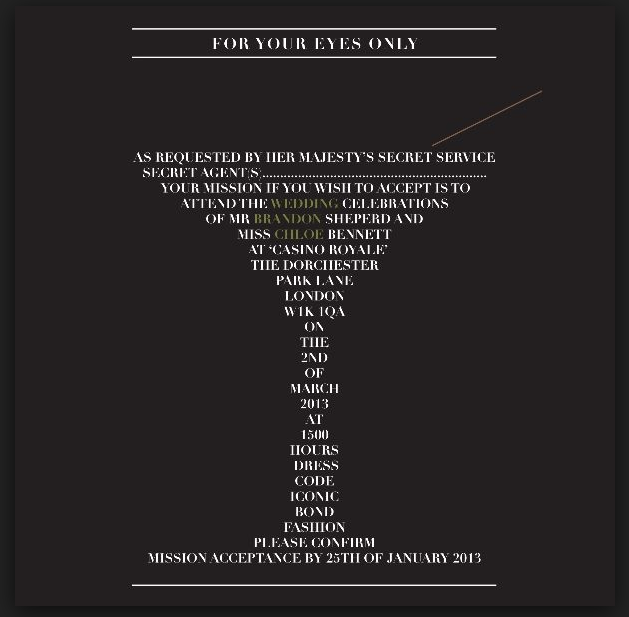 FOR YOUR EYES ONLY
AS REQUESTED BY HER MAJESTY'S SECRET SERVICE
SECRET AGENT(S)................................................................
YOUR MISSION IF YOU WISH TO ACCEPT IS TO
ATTEND THE WEDDING CELEBRATIONS
OF MR BRANDON SHEPERD AND
MISS CHLOE BENNETT
AT ‘CASINO ROYALE’
THE DORCHESTER
PARK LANE
LONDON
W1K 1QA
ON
THE
2ND
OF
MARCH
2013
AT
1500
HOURS
DRESS
CODE
ICONIC
BOND
FASHION
PLEASE CONFIRM
MISSION ACCEPTANCE BY 25TH OF JANUARY 2013